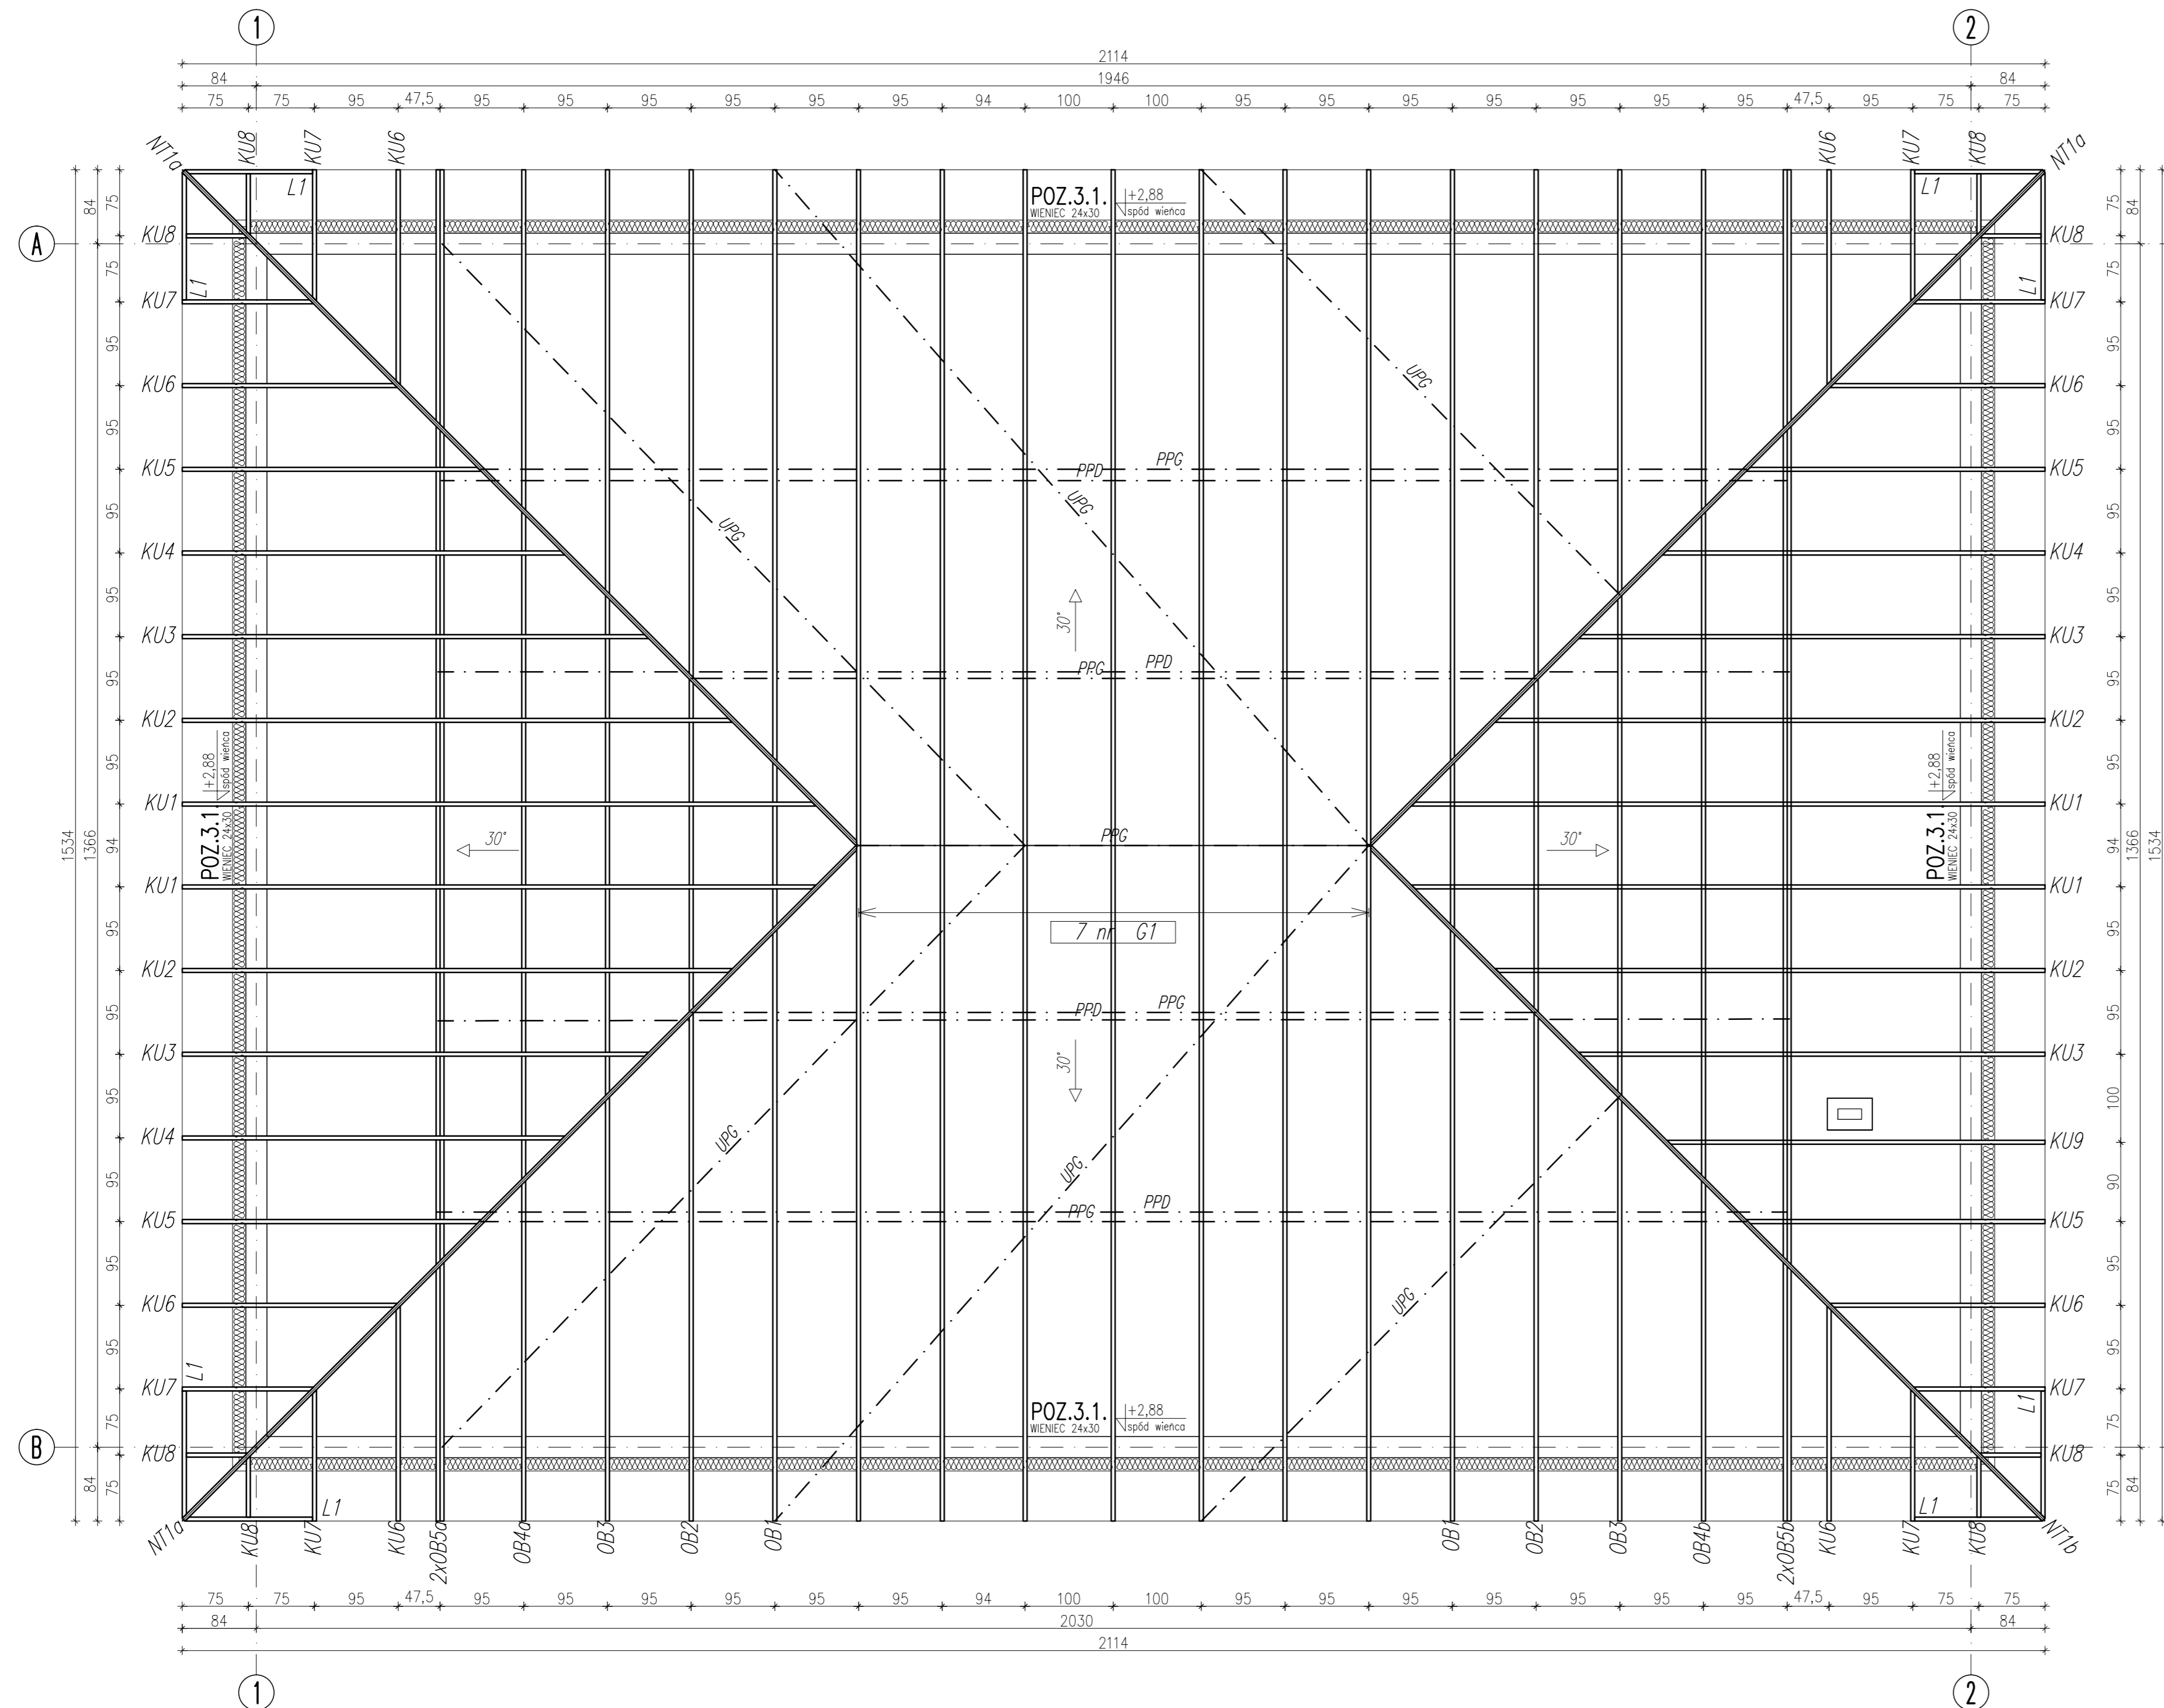 1
2
2114
84 1946 84
75 75 95 47,5 95 95 95 95 95 95 94 100 100 95 95 95 95 95 95 95 47,5 95 75 75
NT1a KU8 KU7 KU6 KU6 KU7 KU8 NT1a
L1 L1
POZ.3.1. +2,88
WIENIEC 24x30 spód wieńca
A
KU8 KU8
L1 L1
KU7 KU7
KU6 KU6
UPG
KU5 PPD PPG KU5
UPG UPG
KU4 KU4
30°
KU3 KU3
PPG PPD
KU2 KU2
POZ.3.1.
WIENIEC 24x30
+2,88
spód wieńca
POZ.3.1.
WIENIEC 24x30
+2,88
spód wieńca
KU1 KU1
30° PPG 30°
KU1 KU1
7 nr G1
KU2 KU2
PPD PPG
KU3 KU3
30°
KU4 KU9
UPG UPG
PPG PPD
KU5 KU5
UPG
KU6 KU6
L1 L1
KU7 KU7
POZ.3.1. +2,88
WIENIEC 24x30 spód wieńca
B
KU8 KU8
L1 L1
NT1a KU8 KU7 KU6 2xOB5a OB4a OB3 OB2 OB1 OB1 OB2 OB3 OB4b 2xOB5b KU6 KU7 KU8 NT1b
75 75 95 47,5 95 95 95 95 95 95 94 100 100 95 95 95 95 95 95 95 47,5 95 75 75
84 2030 84
2114
1
2
1534
84 1366 84
75 75 95 95 95 95 95 95 94 95 95 95 95 95 95 75 75
75 75 95 95 95 95 95 95 94 95 95 100 90 95 95 75 75
84 1366 84
1534